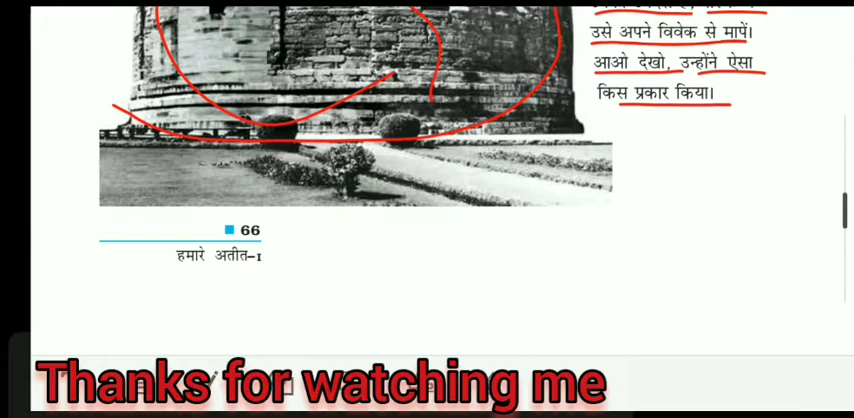 उसे अपने विवेक से मापें।
आओ देखो, उन्होंने ऐसा
किस प्रकार किया।
66
हमारे अतीत–I
Thanks for watching me